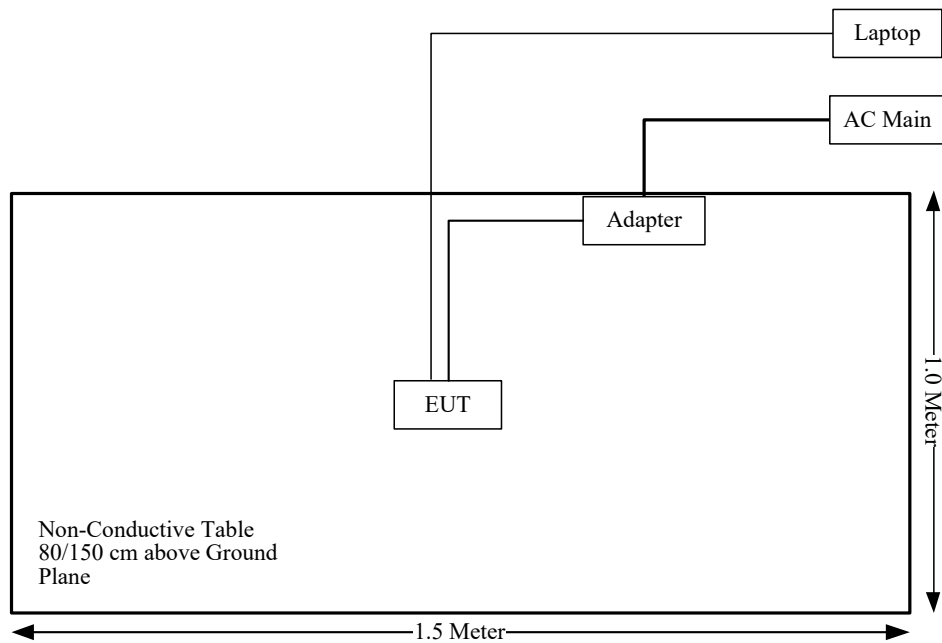 Laptop
AC Main
Adapter
EUT
1.0 Meter
Non-Conductive Table
80/150 cm above Ground
Plane
1.5 Meter